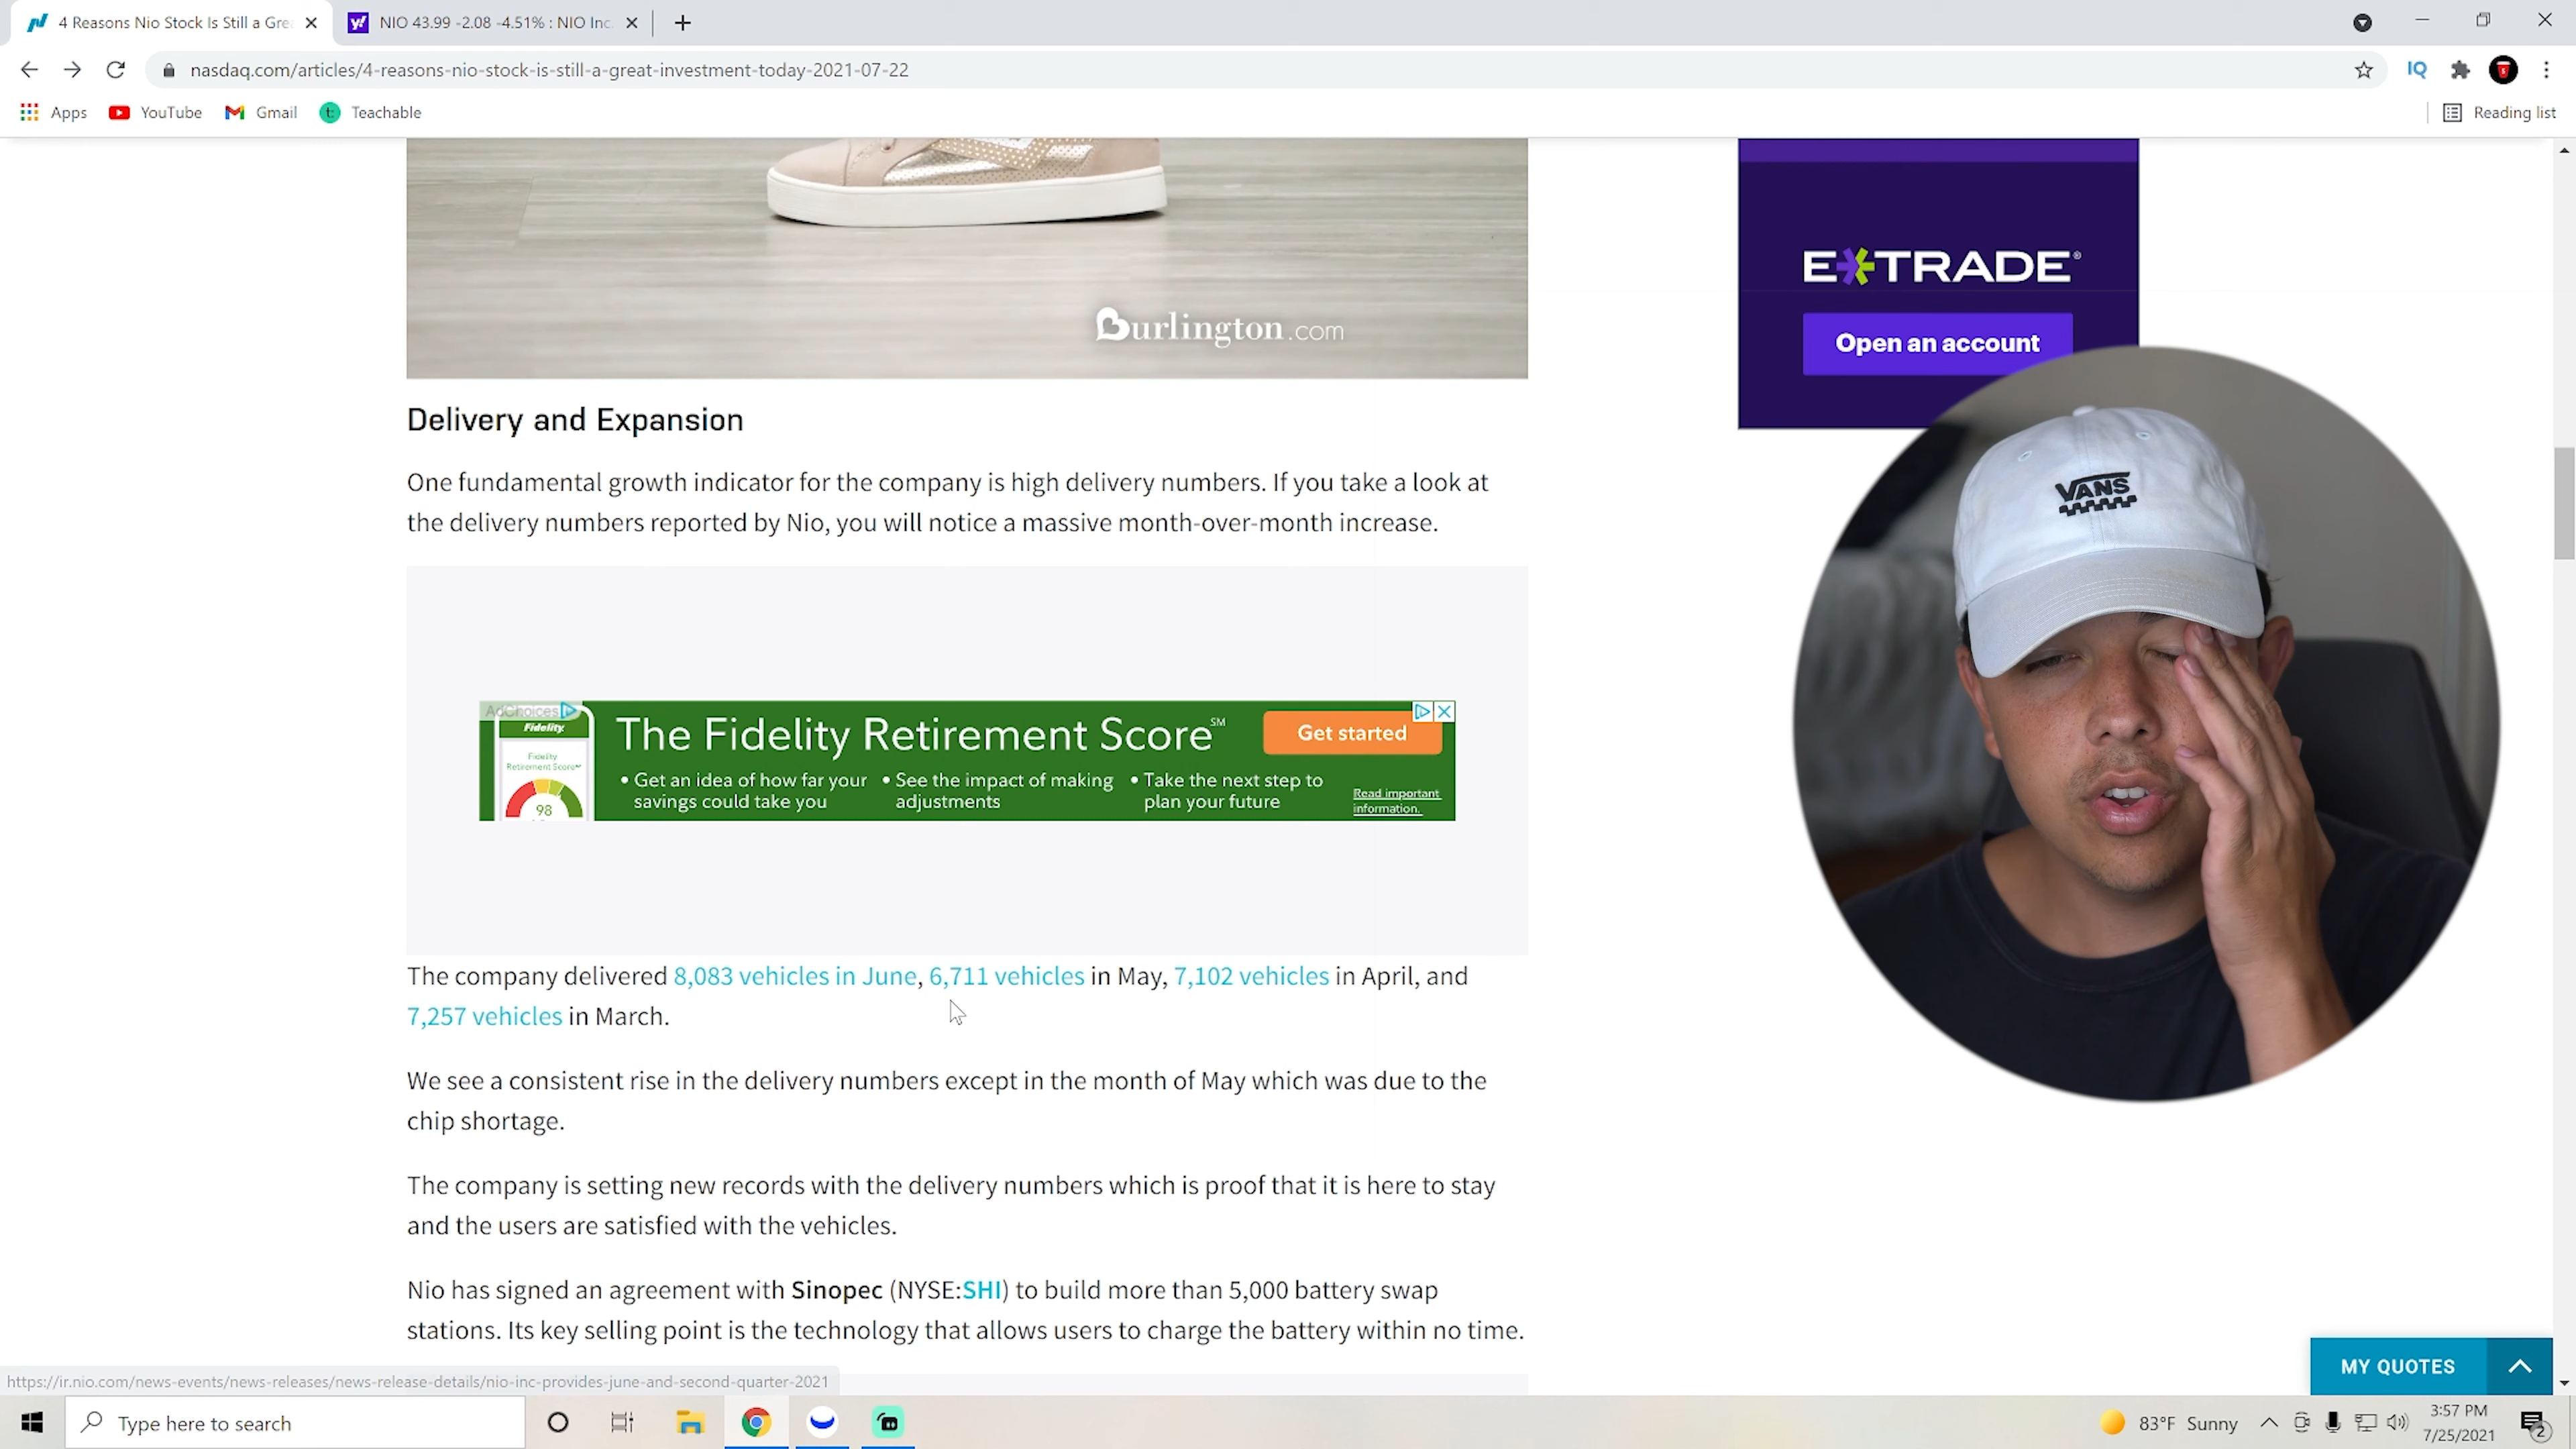 4 Reasons Nio Stock Is Still a Gre
NIO 43.99 -2.08 -4.51% : NIO Inc.
nasdaq.com/articles/4-reasons-nio-stock-is-still-a-great-investment-today-2021-07-22
IQ
Apps
YouTube
Gmail
Teachable
Reading list
Burlington.com
E*TRADE®
Open an account
VANS
Delivery and Expansion
One fundamental growth indicator for the company is high delivery numbers. If you take a look at
the delivery numbers reported by Nio, you will notice a massive month-over-month increase.
AdChoices
Fidelity
Fidelity
Retirement Score℠
98
The Fidelity Retirement Score℠
Get started
• Get an idea of how far your
savings could take you
• See the impact of making
adjustments
• Take the next step to
plan your future
Read important
information.
The company delivered 8,083 vehicles in June, 6,711 vehicles in May, 7,102 vehicles in April, and
7,257 vehicles in March.
We see a consistent rise in the delivery numbers except in the month of May which was due to the
chip shortage.
The company is setting new records with the delivery numbers which is proof that it is here to stay
and the users are satisfied with the vehicles.
Nio has signed an agreement with Sinopec (NYSE:SHI) to build more than 5,000 battery swap
stations. Its key selling point is the technology that allows users to charge the battery within no time.
MY QUOTES
https://ir.nio.com/news-events/news-releases/news-release-details/nio-inc-provides-june-and-second-quarter-2021
Type here to search
83°F Sunny
3:57 PM
7/25/2021
2